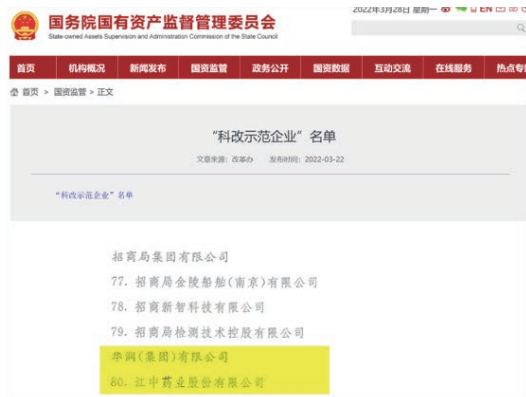 2022年3月28日 星期一
EN
国务院国有资产监督管理委员会
State-owned Assets Supervision and Administration Commission of the State Council
首页 机构概况 新闻发布 国资监管 政务公开 国资数据 互动交流 在线服务 热点专
首页 > 国资监管 > 正文
“科改示范企业”名单
文章来源：改革办 发布时间：2022-03-22
“科改示范企业”名单
招商局集团有限公司
77. 招商局金陵船舶(南京)有限公司
78. 招商新智科技有限公司
79. 招商局检测技术控股有限公司
华润(集团)有限公司
80. 江中药业股份有限公司